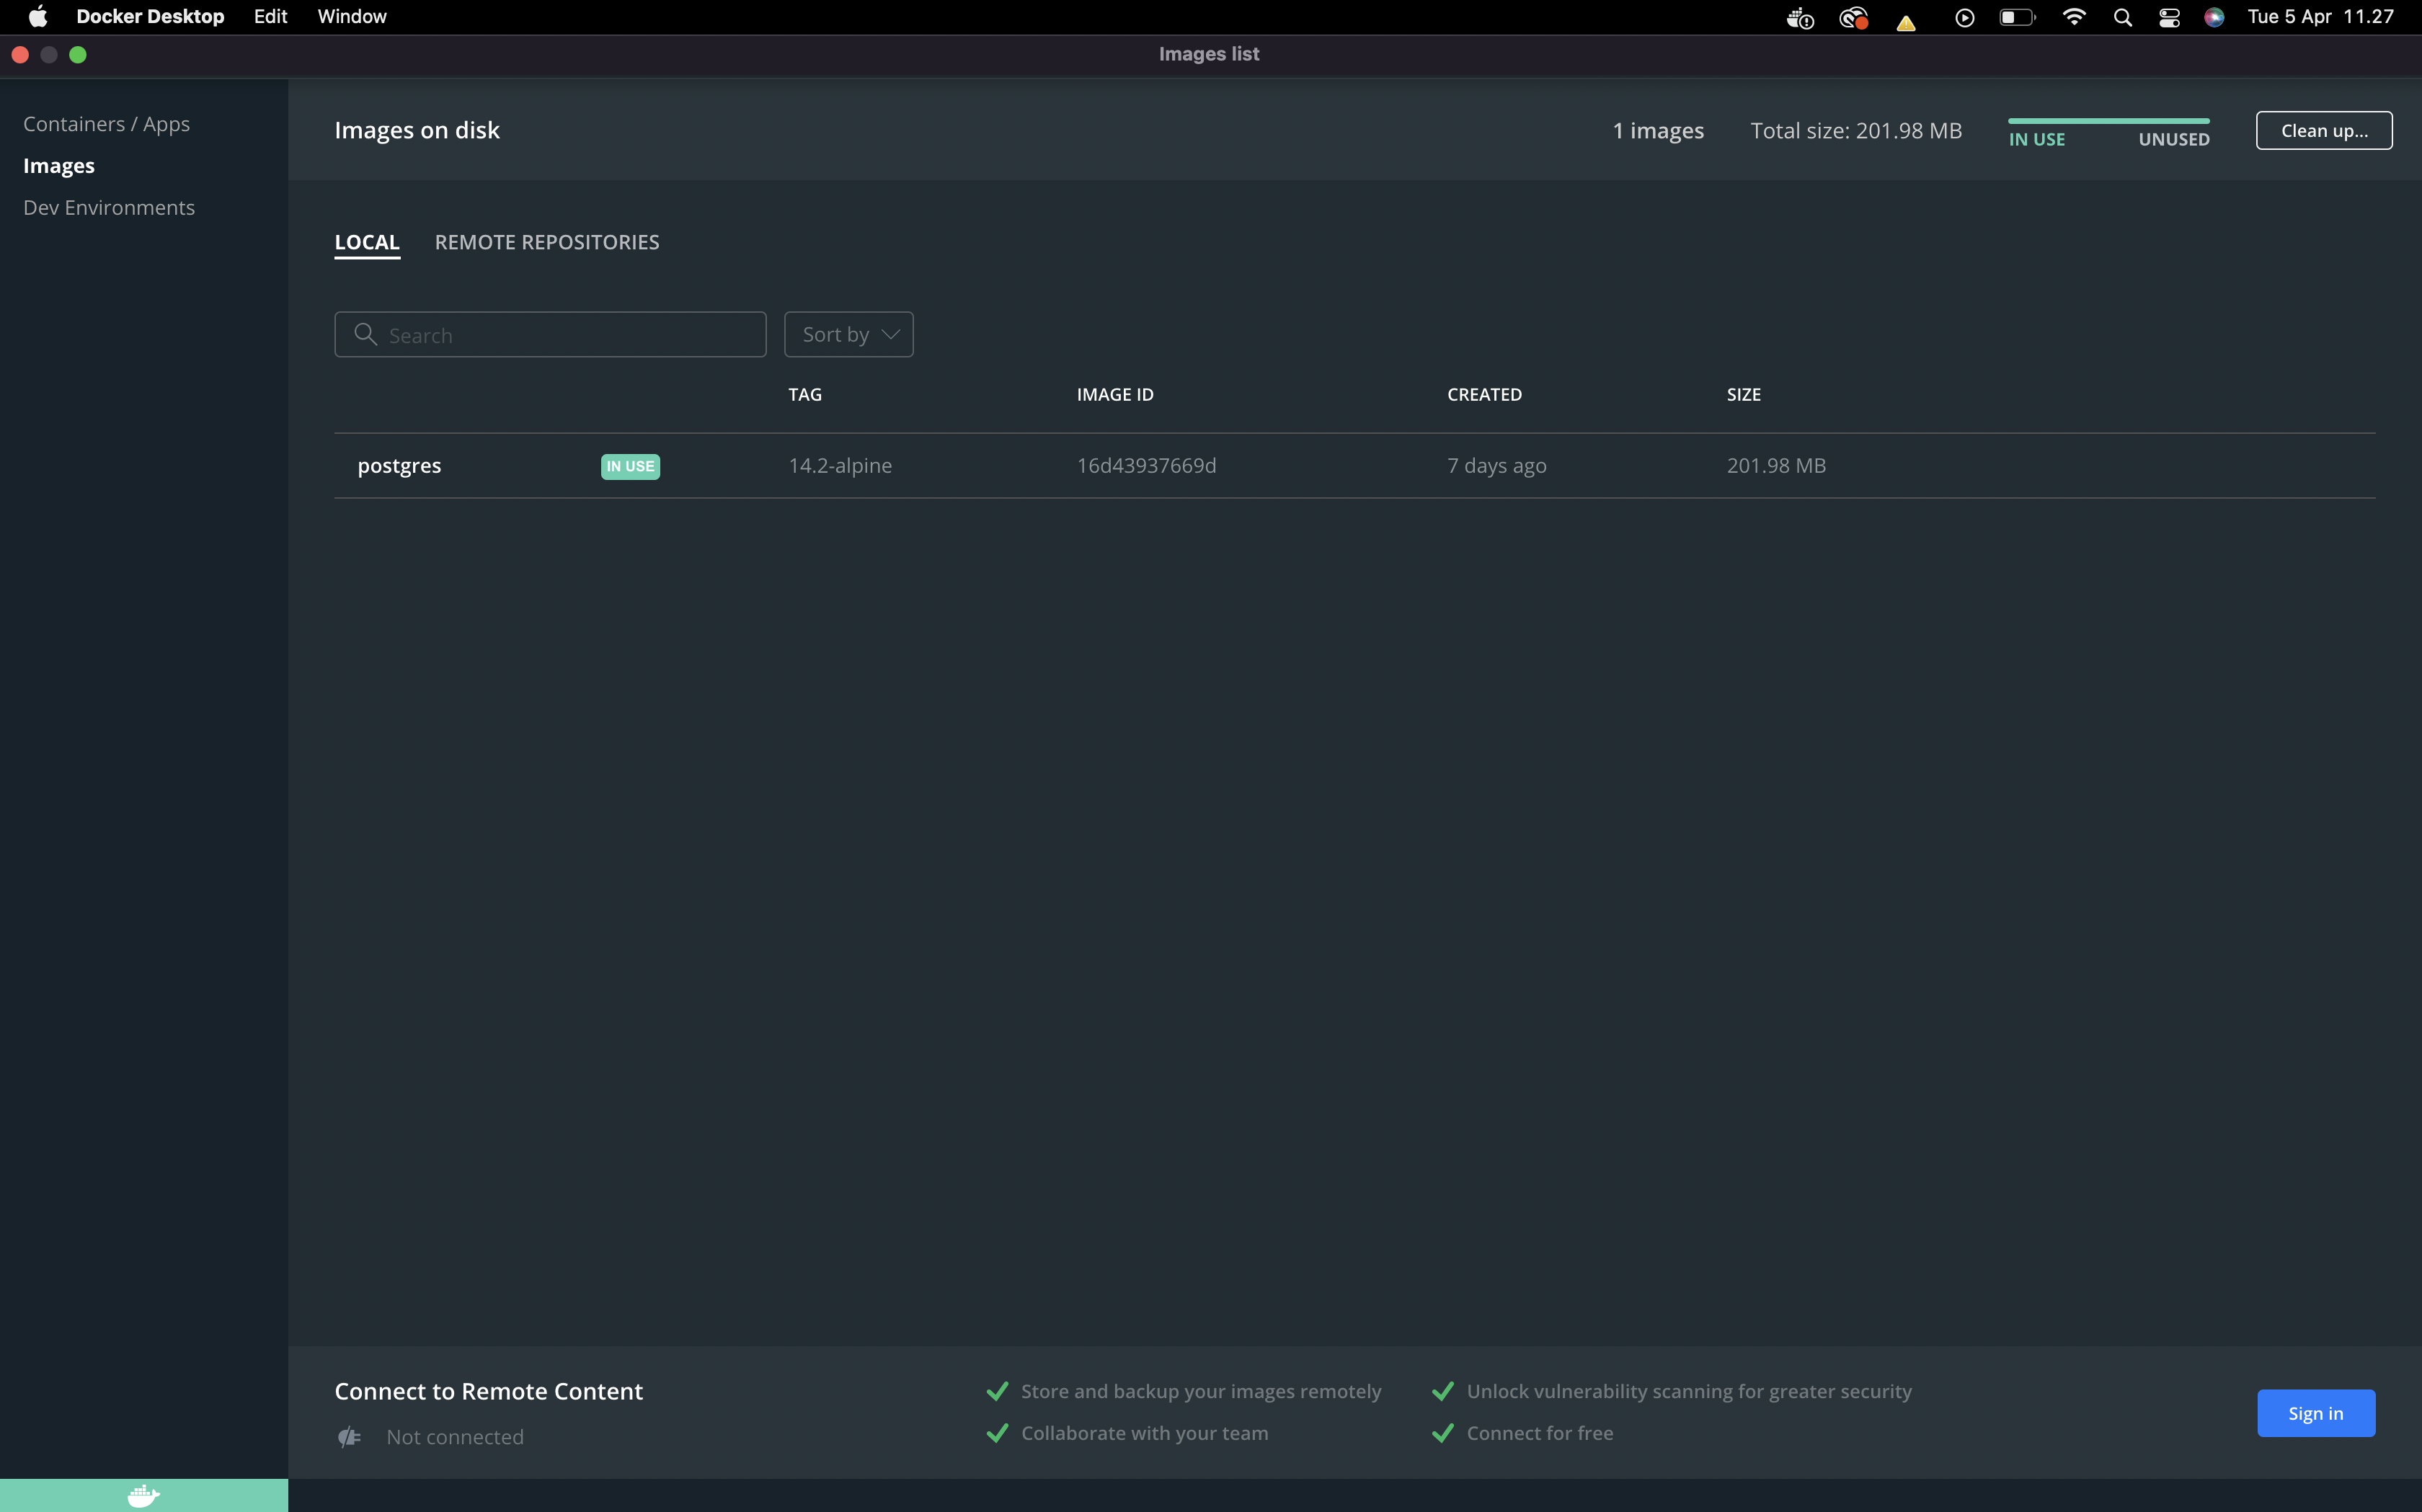 Docker Desktop Edit Window Tue 5 Apr 11.27
Images list
Containers / Apps
Images
Dev Environments
Images on disk 1 images Total size: 201.98 MB IN USE UNUSED Clean up...
LOCAL REMOTE REPOSITORIES
Search Sort by
TAG IMAGE ID CREATED SIZE
postgres IN USE 14.2-alpine 16d43937669d 7 days ago 201.98 MB
Connect to Remote Content
Not connected
Store and backup your images remotely Unlock vulnerability scanning for greater security
Collaborate with your team Connect for free
Sign in